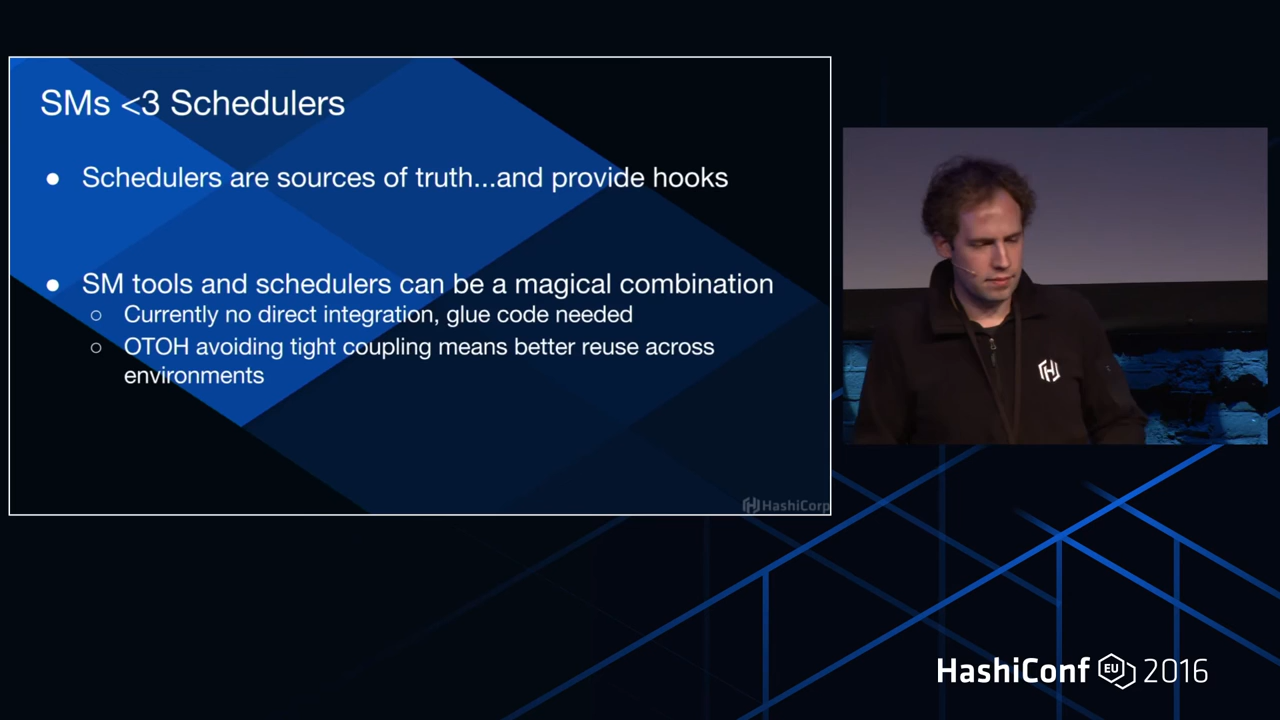 SMs <3 Schedulers
● Schedulers are sources of truth...and provide hooks
● SM tools and schedulers can be a magical combination
○ Currently no direct integration, glue code needed
○ OTOH avoiding tight coupling means better reuse across
environments
HashiCorp
HashiConf EU 2016